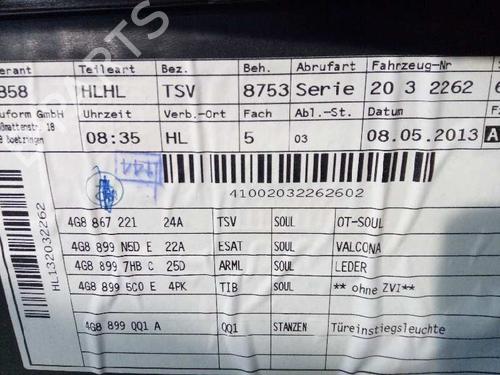 Teileart Bez. Beh. Abrufart Fahrzeug-Nr
858 HLHL TSV 8753 Serie 20 3 2262
uform GmbH Uhrzeit Verb.-Ort Fach Abl.-St. Datum
18
08:35 HL 5 03 08.05.2013 A
41002032262602
HL132032262
4G8 867 221 24A TSV SOUL OT-SOUL
4G8 899 N5D E 22A ESAT SOUL VALCONA
4G8 899 7HB C 25D ARML SOUL LEDER
4G8 899 5C0 E 4PK TIB SOUL ** ohne ZVI**
4G8 899 QQ1 A QQ1 STANZEN Türeinstiegsleuchte